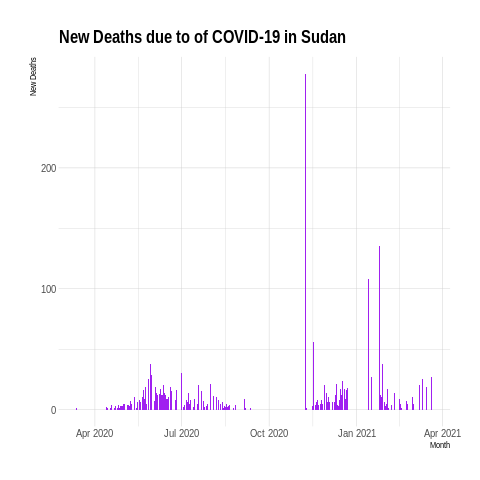 New Deaths due to of COVID-19 in Sudan
New Deaths
200
100
0
Apr 2020 Jul 2020 Oct 2020 Jan 2021 Apr 2021
Month